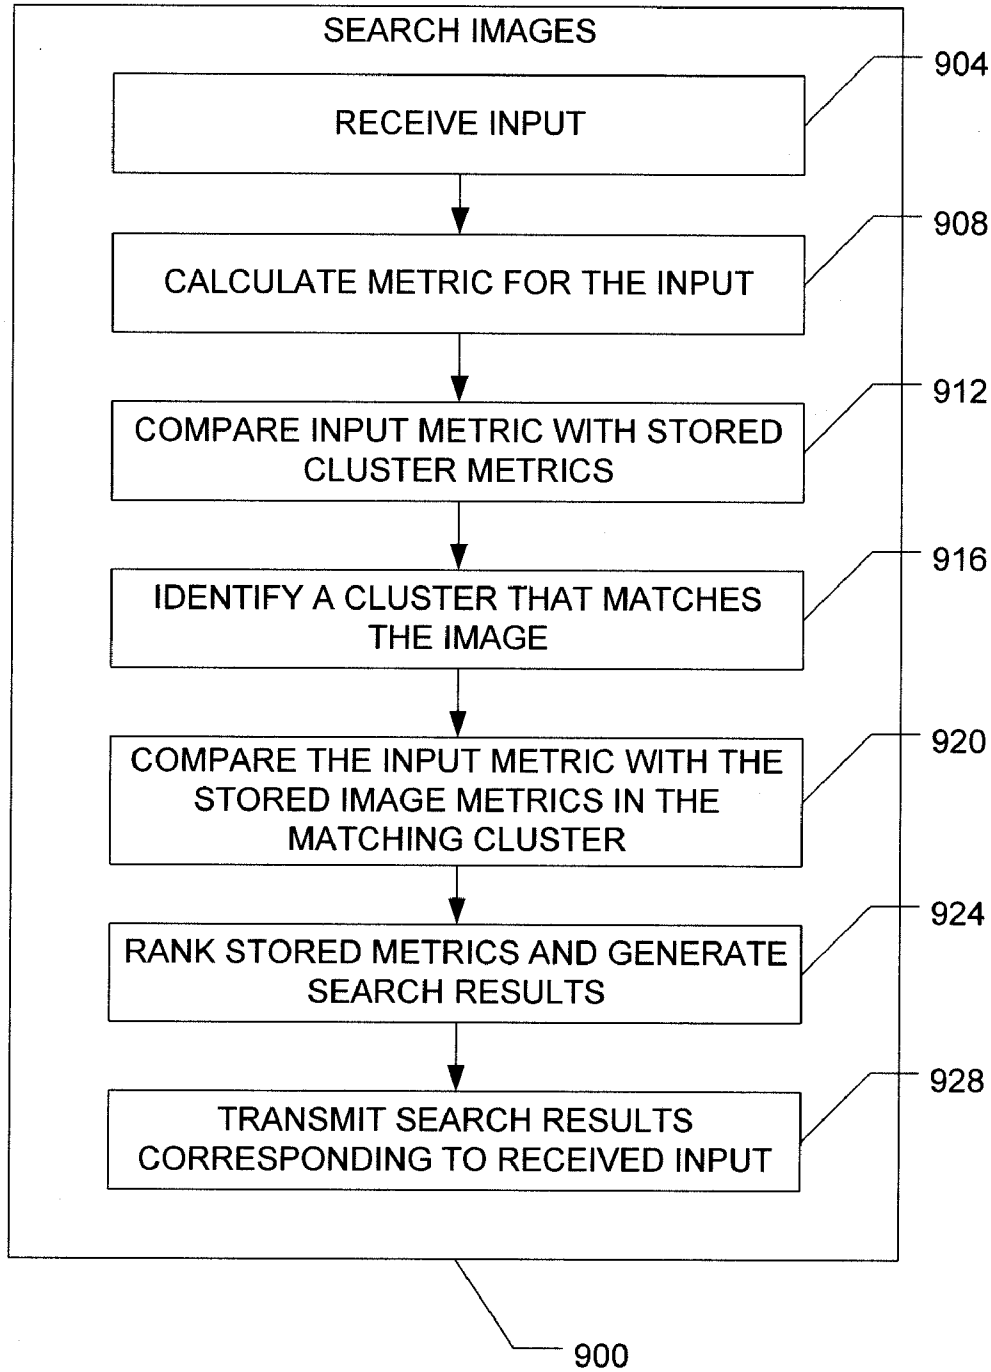 SEARCH IMAGES
904
RECEIVE INPUT
908
CALCULATE METRIC FOR THE INPUT
912
COMPARE INPUT METRIC WITH STORED
CLUSTER METRICS
916
IDENTIFY A CLUSTER THAT MATCHES
THE IMAGE
920
COMPARE THE INPUT METRIC WITH THE
STORED IMAGE METRICS IN THE
MATCHING CLUSTER
924
RANK STORED METRICS AND GENERATE
SEARCH RESULTS
928
TRANSMIT SEARCH RESULTS
CORRESPONDING TO RECEIVED INPUT
900